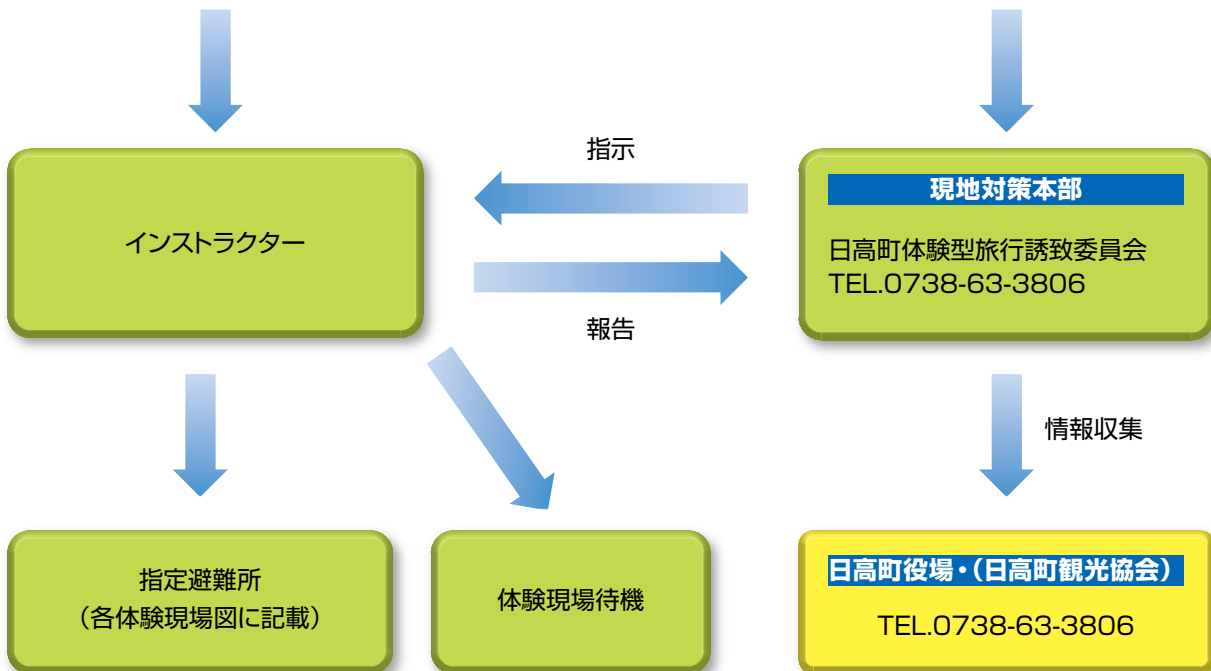 指示
インストラクター
報告
現地対策本部
日高町体験型旅行誘致委員会
TEL.0738-63-3806
情報収集
指定避難所
（各体験現場図に記載）
体験現場待機
日高町役場・（日高町観光協会）
TEL.0738-63-3806